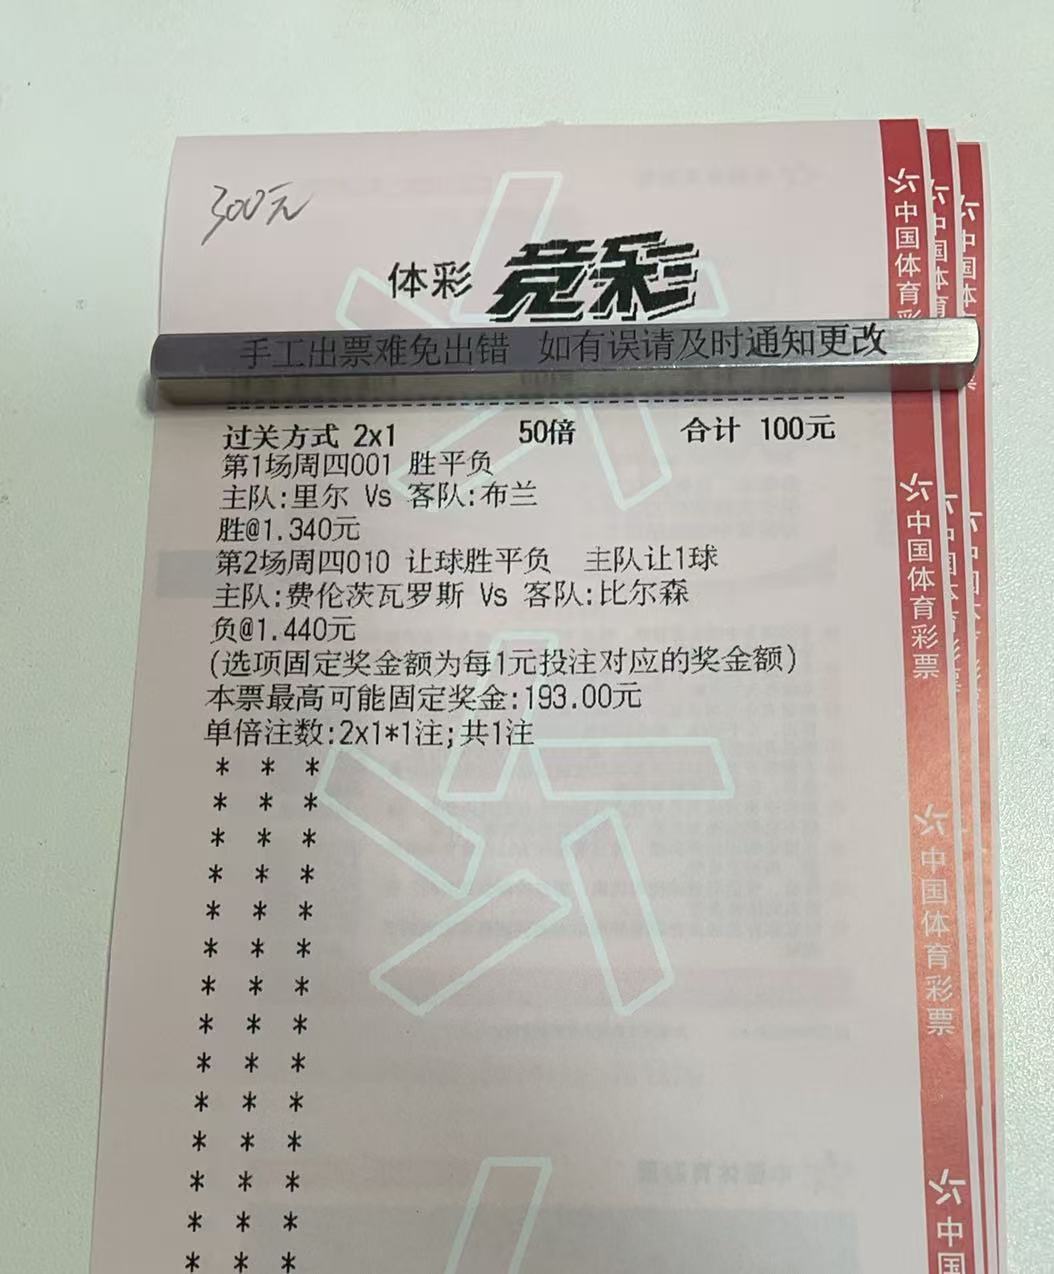 300元
体彩 竞彩
手工出票难免出错 如有误请及时通知更改
过关方式 2x1 50倍 合计 100元
第1场周四001 胜平负
主队:里尔 Vs 客队:布兰
胜@1.340元
第2场周四010 让球胜平负 主队让1球
主队:费伦茨瓦罗斯 Vs 客队:比尔森
负@1.440元
(选项固定奖金额为每1元投注对应的奖金额)
本票最高可能固定奖金:193.00元
单倍注数:2x1*1注;共1注
* * *
* * *
* * *
* * *
* * *
* * *
* * *
* * *
* * *
* * *
* * *
* * *
* * *
* * *
中国体育彩
中国体育彩票
中国体育彩票
中国